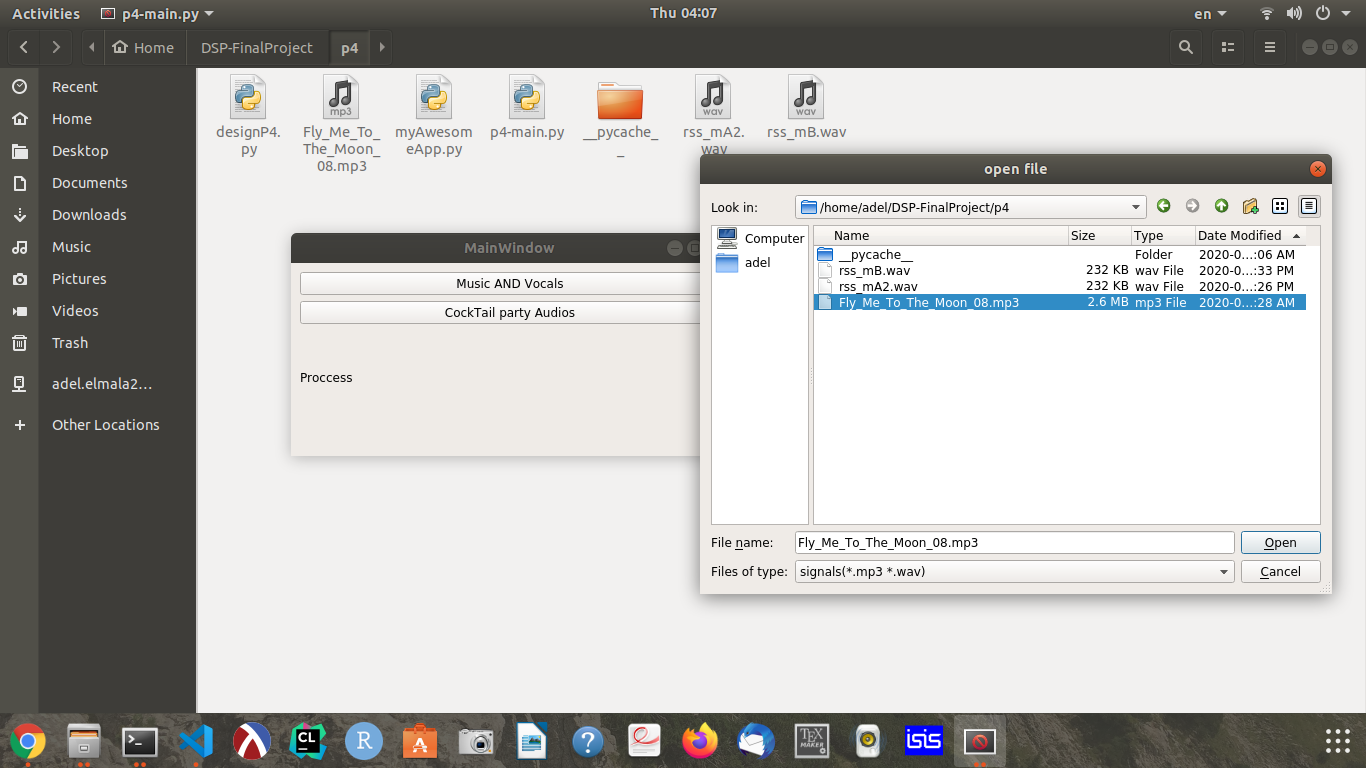 Activities p4-main.py Thu 04:07 en
Home DSP-FinalProject p4
Recent
Home
Desktop
Documents
Downloads
Music
Pictures
Videos
Trash
adel.elmala2…
Other Locations
designP4.
py
Fly_Me_To_
The_Moon_
08.mp3
mp3
myAwesom
eApp.py
p4-main.py
__pycache_
_
rss_mA2.
wav
wav
rss_mB.wav
wav
MainWindow
Music AND Vocals
CockTail party Audios
Proccess
open file
Look in: /home/adel/DSP-FinalProject/p4
Computer
adel
Name Size Type Date Modified
__pycache__ Folder 2020-0...:06 AM
rss_mB.wav 232 KB wav File 2020-0...:33 PM
rss_mA2.wav 232 KB wav File 2020-0...:26 PM
Fly_Me_To_The_Moon_08.mp3 2.6 MB mp3 File 2020-0...:28 AM
File name: Fly_Me_To_The_Moon_08.mp3 Open
Files of type: signals(*.mp3 *.wav) Cancel
CL
R
A
?
TEX
MAKER
isis